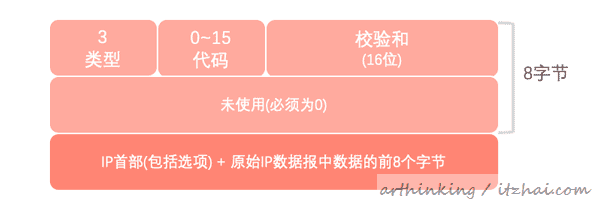 3
类型
0~15
代码
校验和
(16位)
8字节
未使用(必须为0)
IP首部(包括选项) + 原始IP数据报中数据的前8个字节
arthinking / itzhai.com